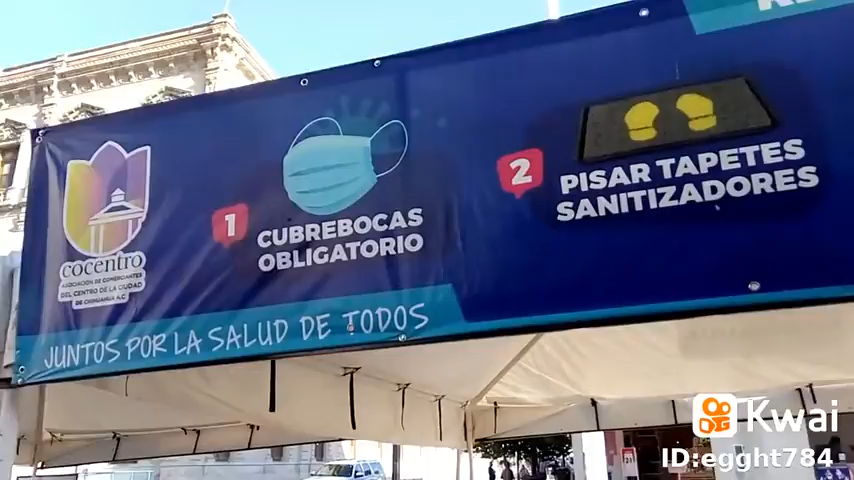 cocentro
ASOCIACIÓN DE COMERCIANTES
DEL CENTRO DE LA CIUDAD
DE CHIHUAHUA A.C.
1
CUBREBOCAS
OBLIGATORIO
2
PISAR TAPETES
SANITIZADORES
JUNTOS POR LA SALUD DE TODOS
Kwai
ID:egght784